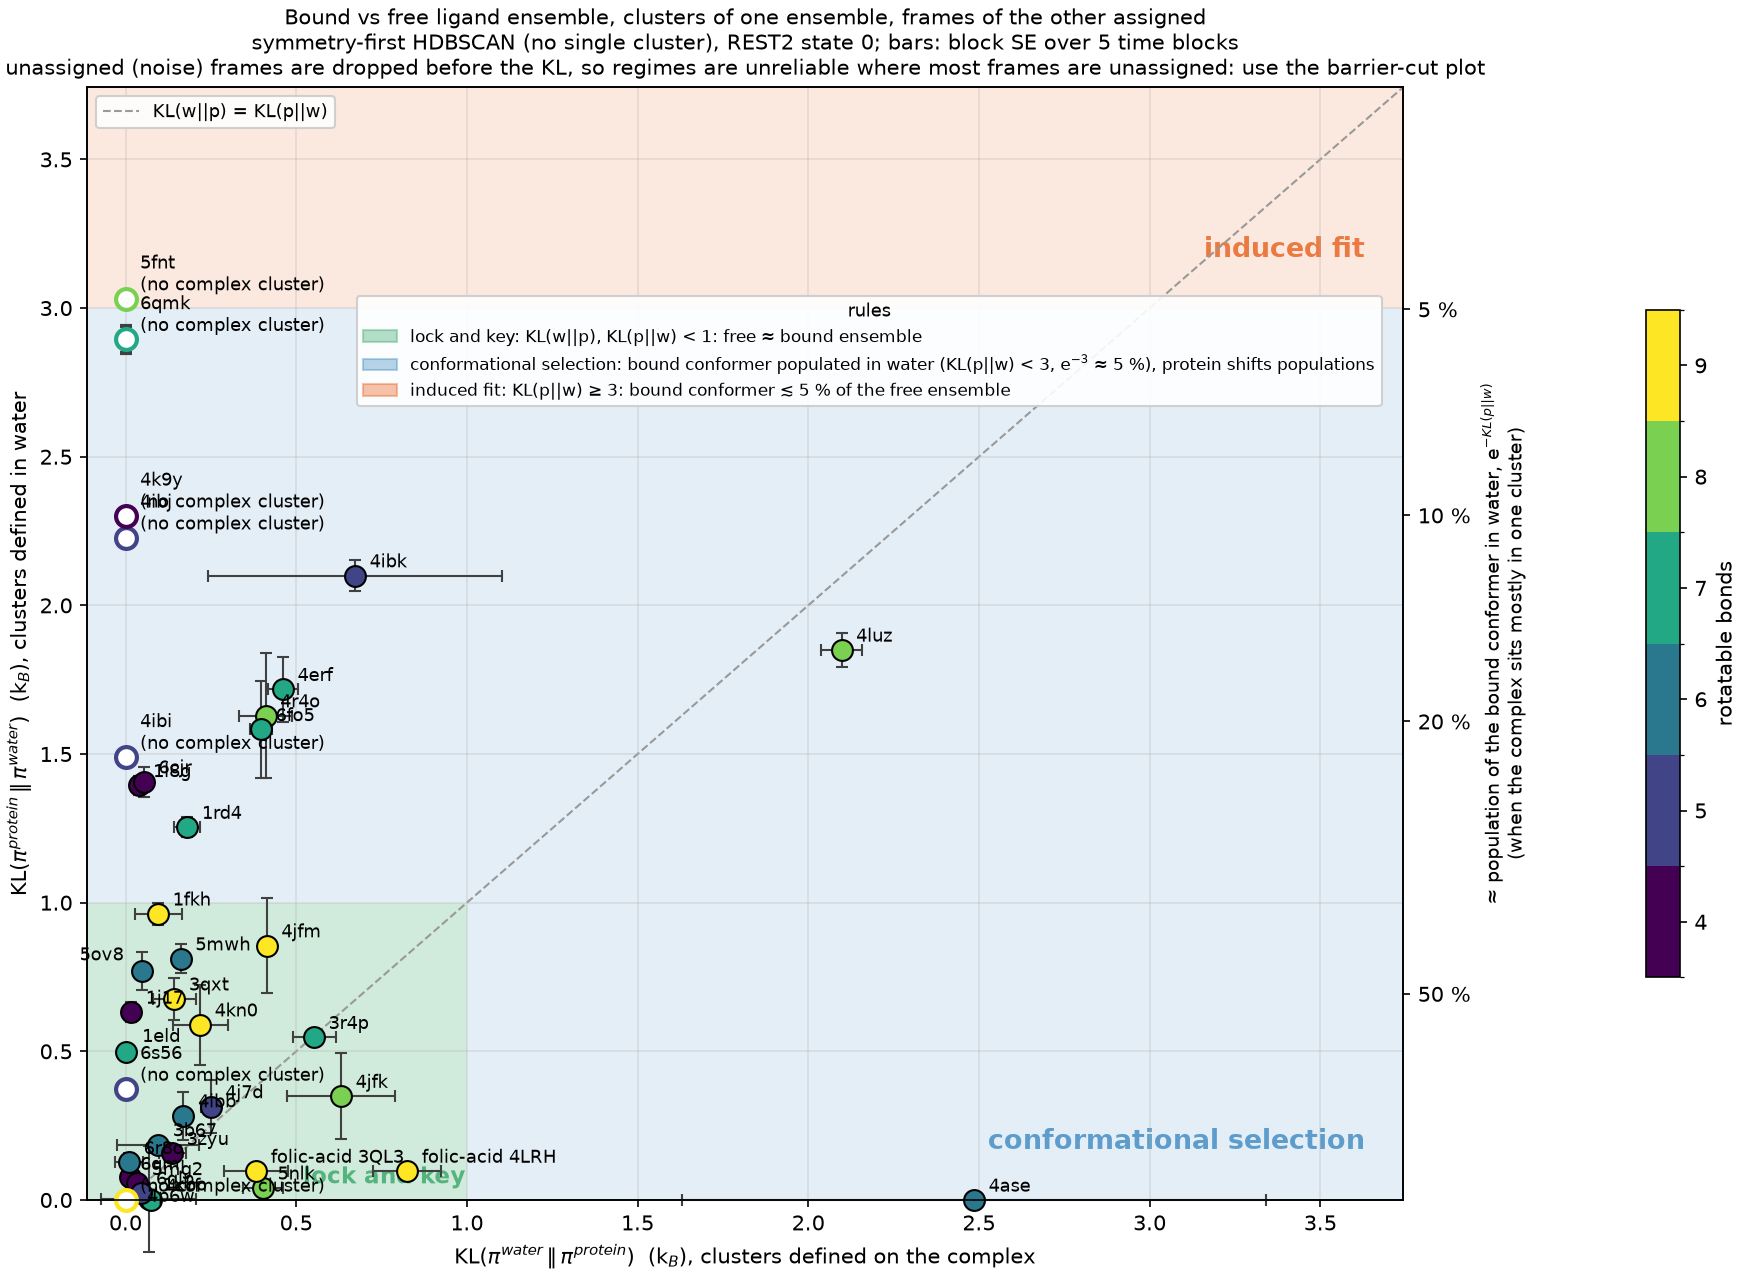 Bound vs free ligand ensemble, clusters of one ensemble, frames of the other assigned
symmetry-first HDBSCAN (no single cluster), REST2 state 0; bars: block SE over 5 time blocks
unassigned (noise) frames are dropped before the KL, so regimes are unreliable where most frames are unassigned: use the barrier-cut plot
KL(w||p) = KL(p||w)
induced fit
rules
lock and key: KL(w||p), KL(p||w) < 1: free ≈ bound ensemble
conformational selection: bound conformer populated in water (KL(p||w) < 3, e⁻³ ≈ 5 %), protein shifts populations
induced fit: KL(p||w) ≥ 3: bound conformer ≲ 5 % of the free ensemble
5fnt
(no complex cluster)
6qmk
(no complex cluster)
4k9y
(no complex cluster)
4ibj
(no complex cluster)
4ibk
4luz
4erf
4r4o
6fo5
4ibi
(no complex cluster)
1rd4
1fkh
4jfm
5ov8
5mwh
3qxt
1j17
4kn0
3r4p
1eld
6s56
(no complex cluster)
4jfk
4j7d
3b67
3zyu
folic-acid 3QL3
folic-acid 4LRH
5nlk
lock and key
conformational selection
4ase
3.5
3.0
2.5
2.0
1.5
1.0
0.5
0.0
0.0
0.5
1.0
1.5
2.0
2.5
3.0
3.5
KL(π^water ∥ π^protein) (k_B), clusters defined on the complex
KL(π^protein ∥ π^water) (k_B), clusters defined in water
5 %
10 %
20 %
50 %
≈ population of the bound conformer in water, e^−KL(p||w)
(when the complex sits mostly in one cluster)
9
8
7
6
5
4
rotatable bonds